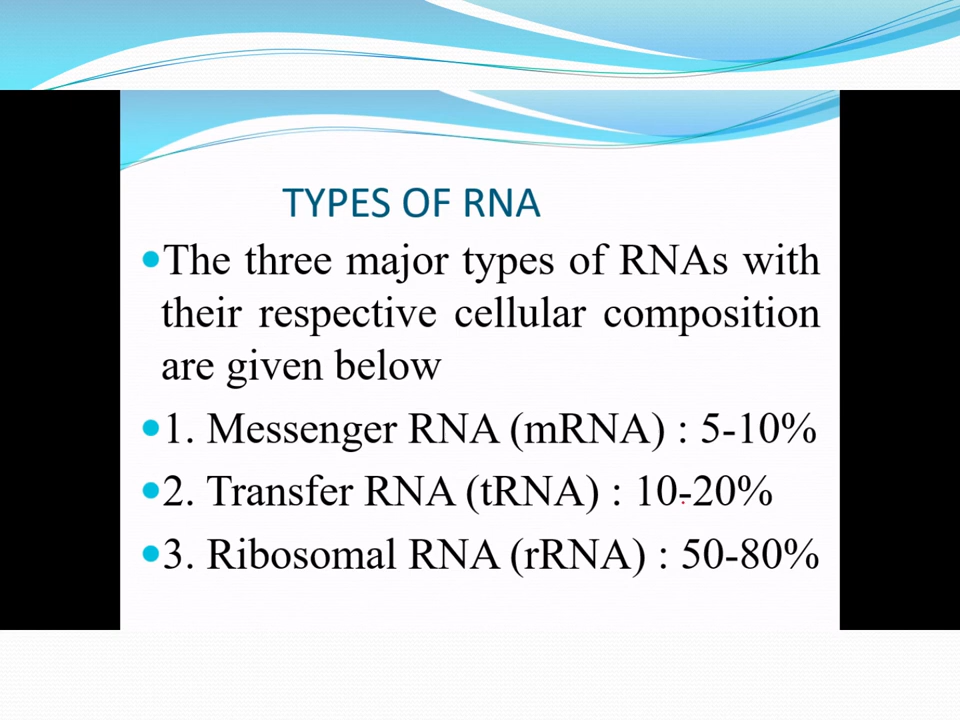 TYPES OF RNA
The three major types of RNAs with
their respective cellular composition
are given below
1. Messenger RNA (mRNA) : 5-10%
2. Transfer RNA (tRNA) : 10-20%
3. Ribosomal RNA (rRNA) : 50-80%